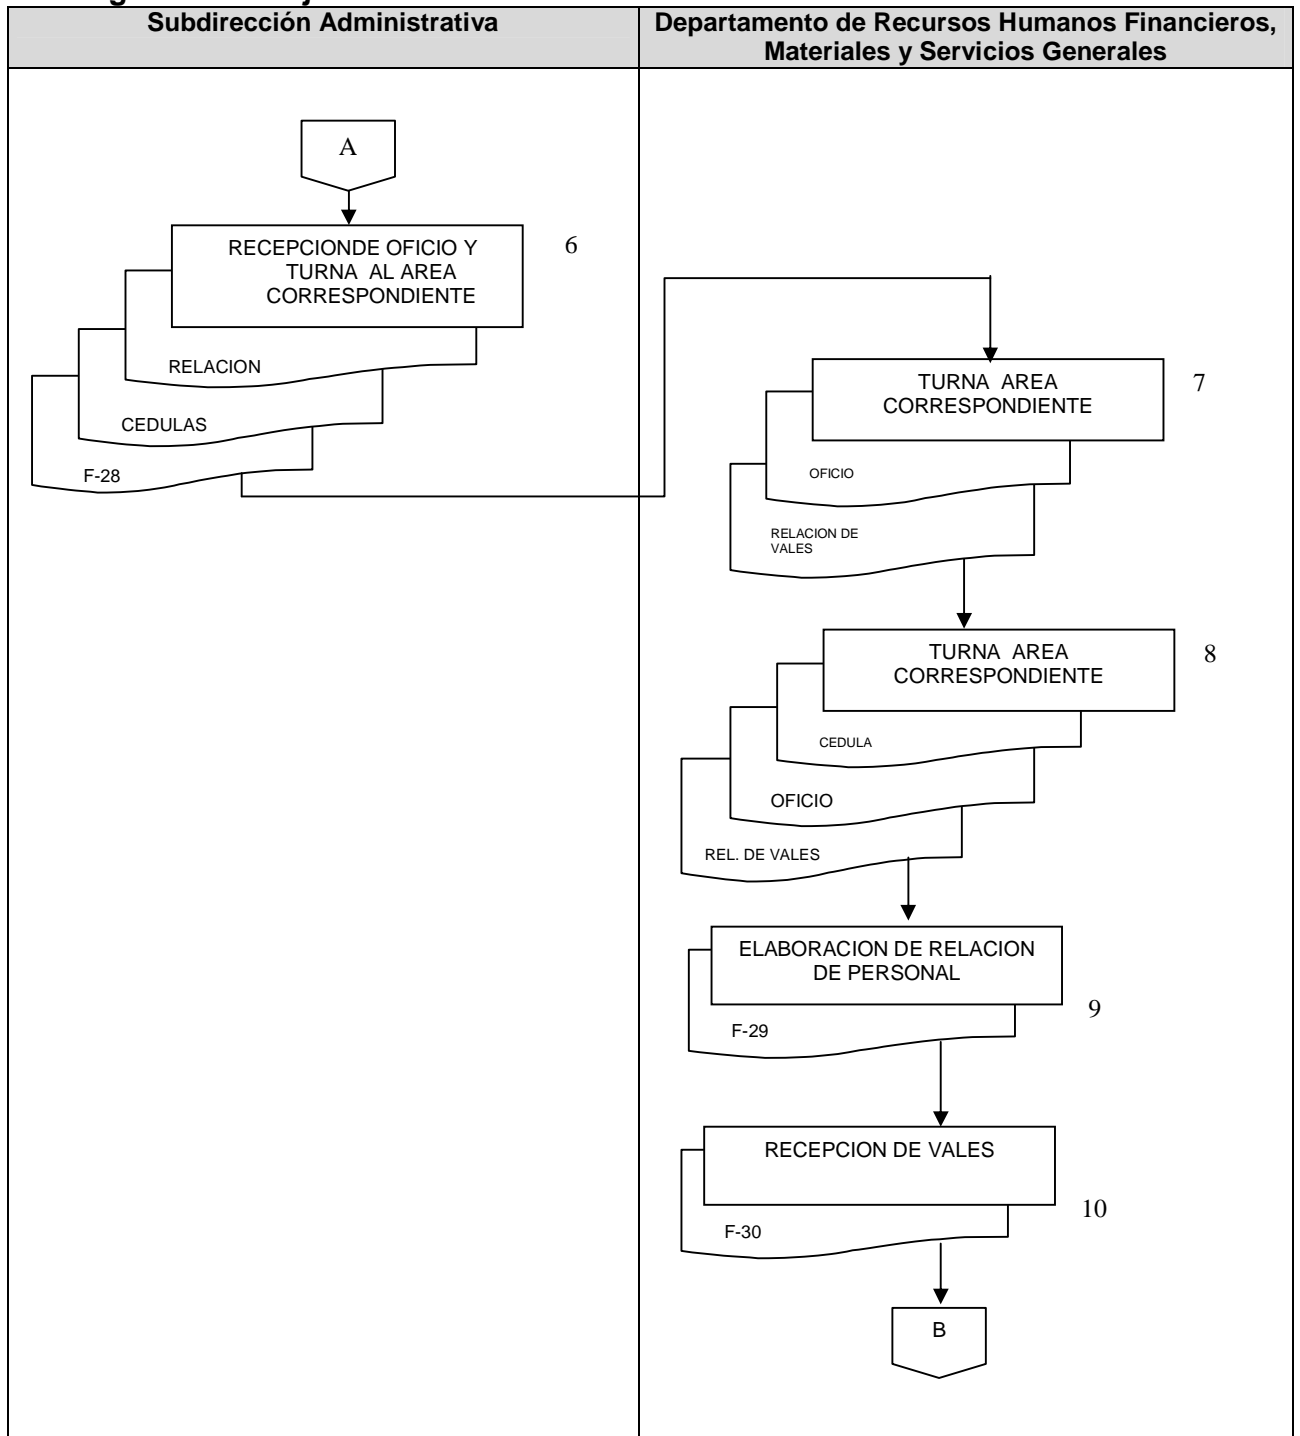 Subdirección Administrativa
Departamento de Recursos Humanos Financieros,
Materiales y Servicios Generales
A
RECEPCIONDE OFICIO Y
TURNA AL AREA
CORRESPONDIENTE
6
RELACION
CEDULAS
F-28
TURNA AREA
CORRESPONDIENTE
7
OFICIO
RELACION DE
VALES
TURNA AREA
CORRESPONDIENTE
8
CEDULA
OFICIO
REL. DE VALES
ELABORACION DE RELACION
DE PERSONAL
9
F-29
RECEPCION DE VALES
10
F-30
B